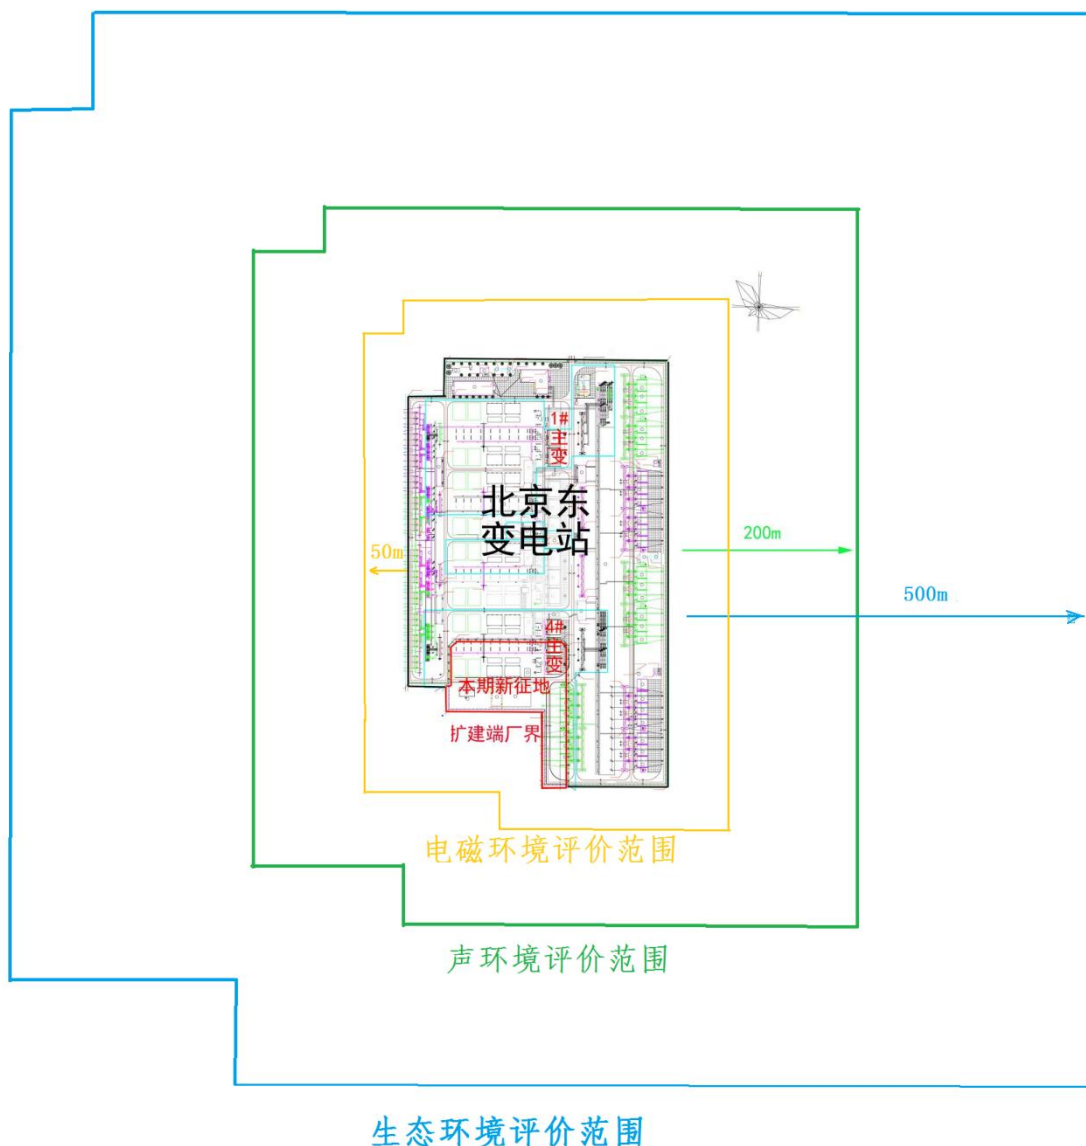 1#
主
变
北京东
变电站
50m
200m
500m
4#
主
变
本期新征地
扩建端厂界
电磁环境评价范围
声环境评价范围
生态环境评价范围